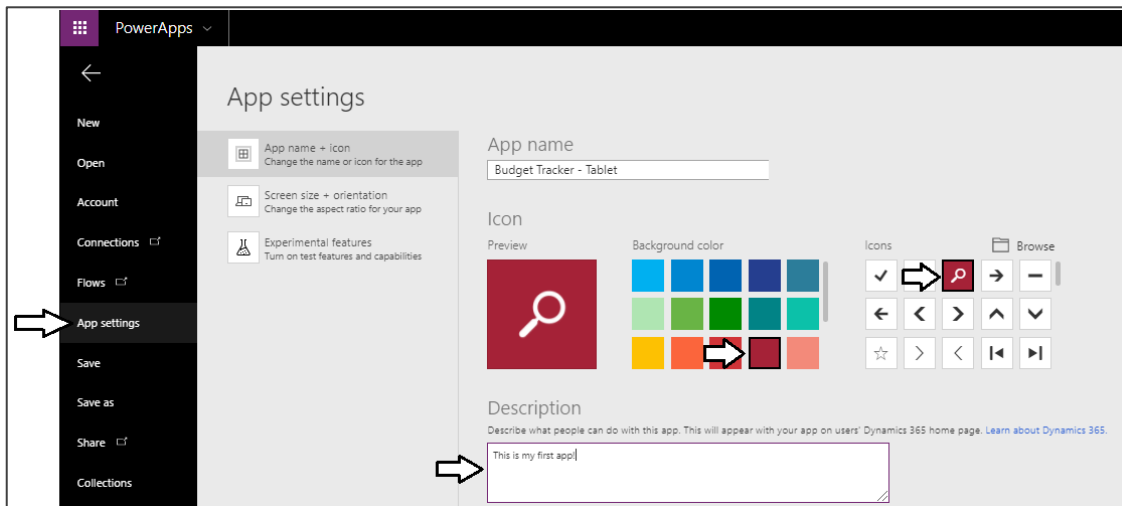 PowerApps
New
Open
Account
Connections
Flows
App settings
Save
Save as
Share
Collections
App settings
App name + icon
Change the name or icon for the app
Screen size + orientation
Change the aspect ratio for your app
Experimental features
Turn on test features and capabilities
App name
Budget Tracker - Tablet
Icon
Preview
Background color
Icons
Browse
Description
Describe what people can do with this app. This will appear with your app on users' Dynamics 365 home page. Learn about Dynamics 365.
This is my first app!